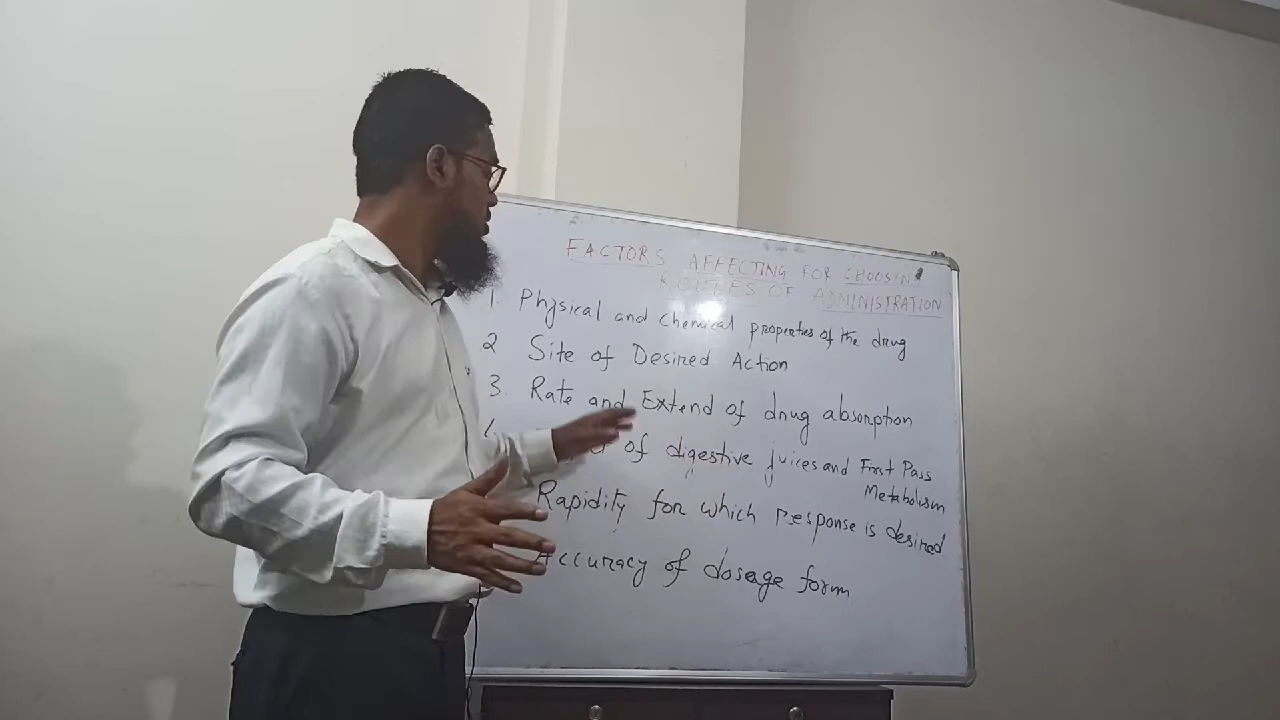 FACTORS AFFECTING FOR CHOOSING
ROUTES OF ADMINISTRATION
1. Physical and chemical properties of the drug
2 Site of Desired Action
3. Rate and Extend of drug absorption
of digestive juices and First Pass
Metabolism
Rapidity for which response is desired
Accuracy of dosage form